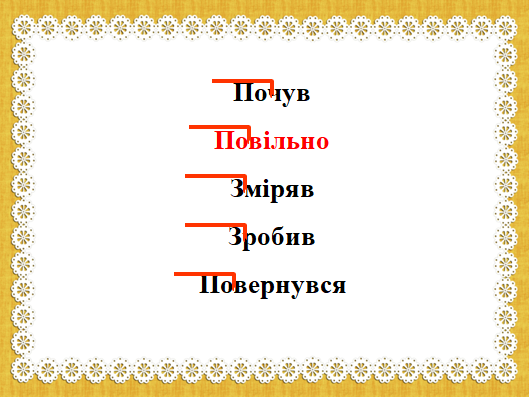 Почув
Повільно
Зміряв
Зробив
Повернувся